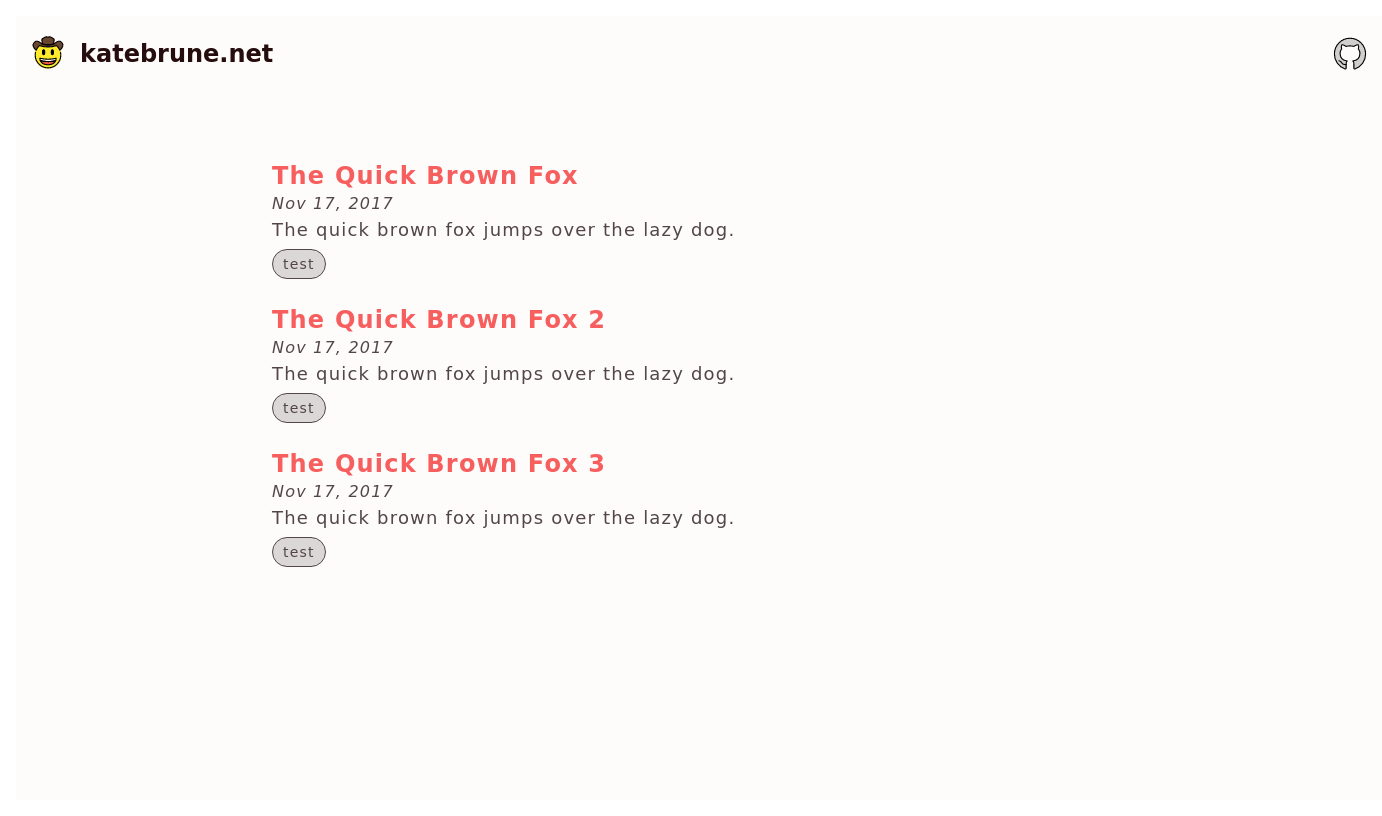 katebrune.net
The Quick Brown Fox
Nov 17, 2017
The quick brown fox jumps over the lazy dog.
test
The Quick Brown Fox 2
Nov 17, 2017
The quick brown fox jumps over the lazy dog.
test
The Quick Brown Fox 3
Nov 17, 2017
The quick brown fox jumps over the lazy dog.
test